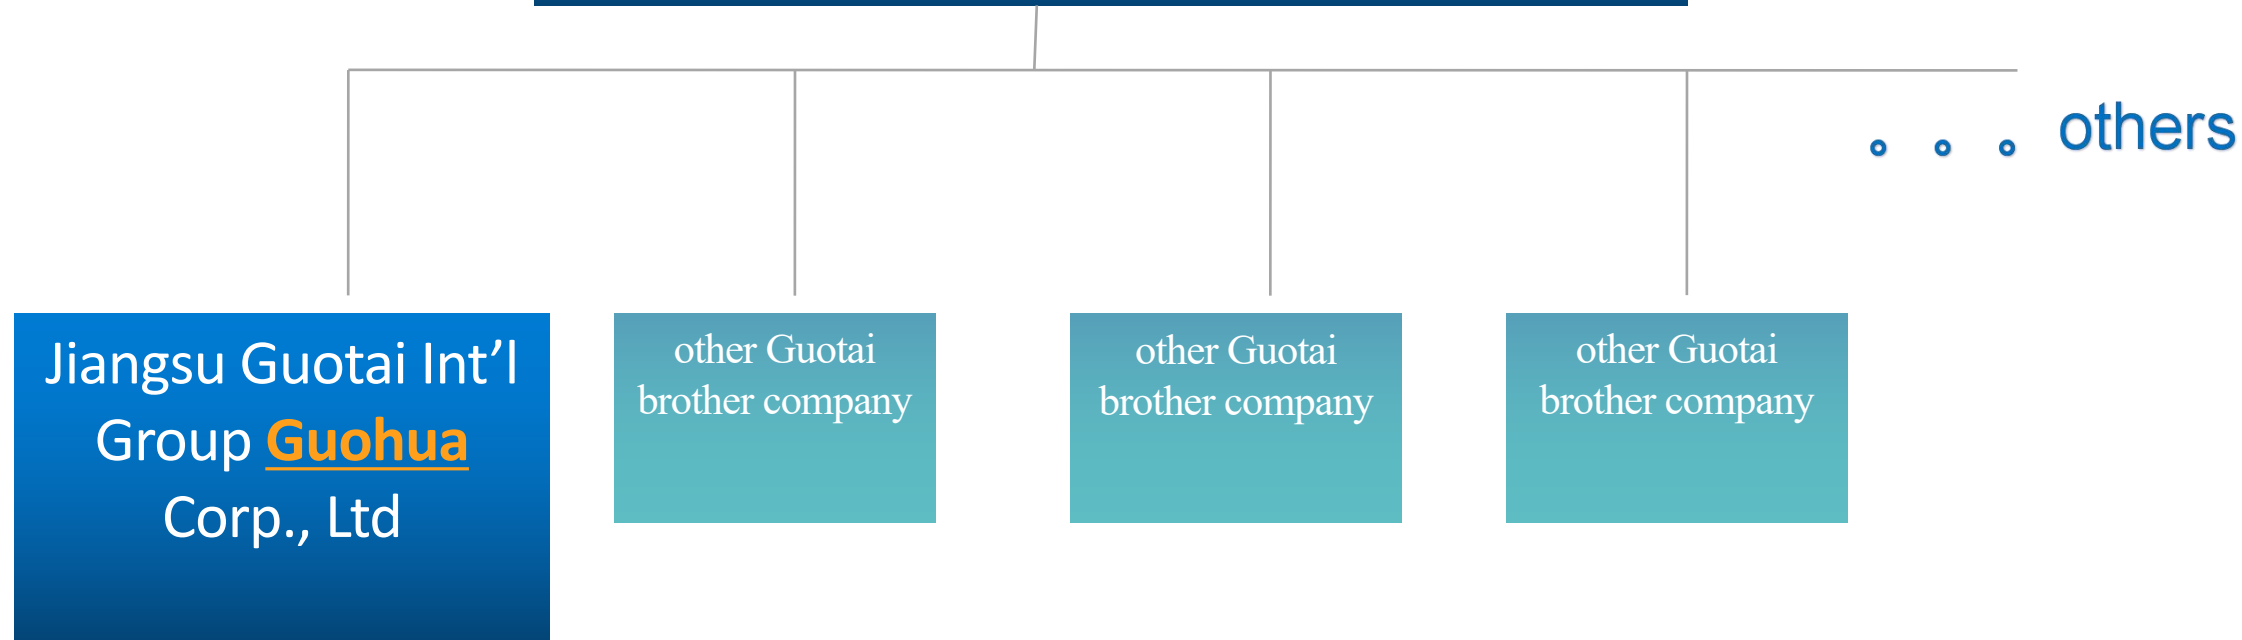 。。。others
Jiangsu Guotai Int’l
Group Guohua
Corp., Ltd
other Guotai
brother company
other Guotai
brother company
other Guotai
brother company